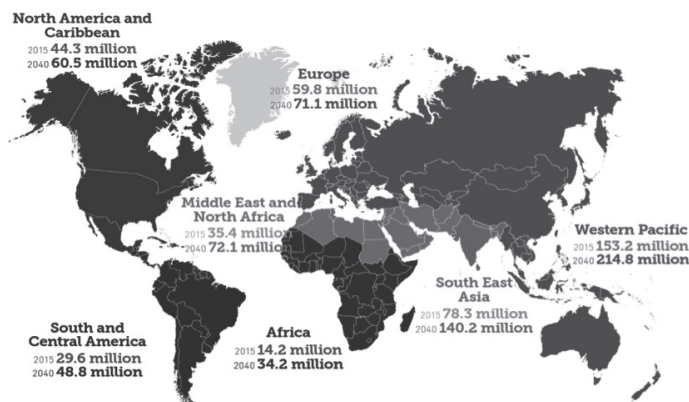 North America and
Caribbean
2015 44.3 million
2040 60.5 million
Europe
2015 59.8 million
2040 71.1 million
Middle East and
North Africa
2015 35.4 million
2040 72.1 million
Western Pacific
2015 153.2 million
2040 214.8 million
South East
Asia
2015 78.3 million
2040 140.2 million
South and
Central America
2015 29.6 million
2040 48.8 million
Africa
2015 14.2 million
2040 34.2 million